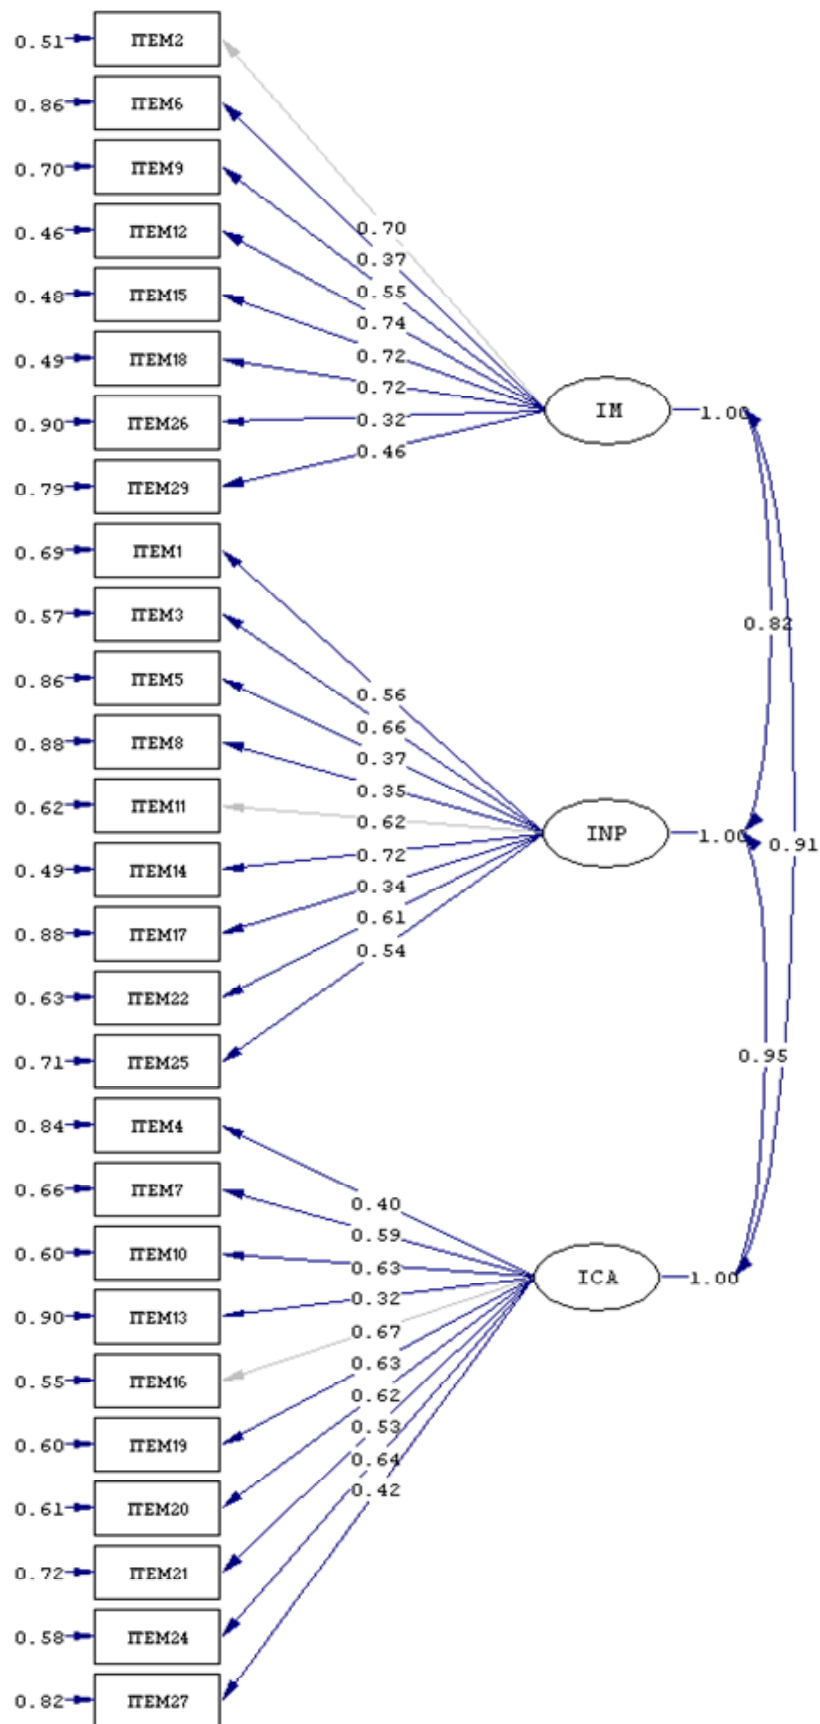 0.51 ITEM2
0.86 ITEM6
0.70 ITEM9
0.46 ITEM12
0.48 ITEM15
0.49 ITEM18
0.90 ITEM26
0.79 ITEM29
0.69 ITEM1
0.57 ITEM3
0.86 ITEM5
0.88 ITEM8
0.62 ITEM11
0.49 ITEM14
0.88 ITEM17
0.63 ITEM22
0.71 ITEM25
0.84 ITEM4
0.66 ITEM7
0.60 ITEM10
0.90 ITEM13
0.55 ITEM16
0.60 ITEM19
0.61 ITEM20
0.72 ITEM21
0.58 ITEM24
0.82 ITEM27
0.70
0.37
0.55
0.74
0.72
0.72
0.32
0.46
0.56
0.66
0.37
0.35
0.62
0.72
0.34
0.61
0.54
0.40
0.59
0.63
0.32
0.67
0.63
0.62
0.53
0.64
0.42
IM 1.00
INP 1.00
ICA 1.00
0.82
0.91
0.95